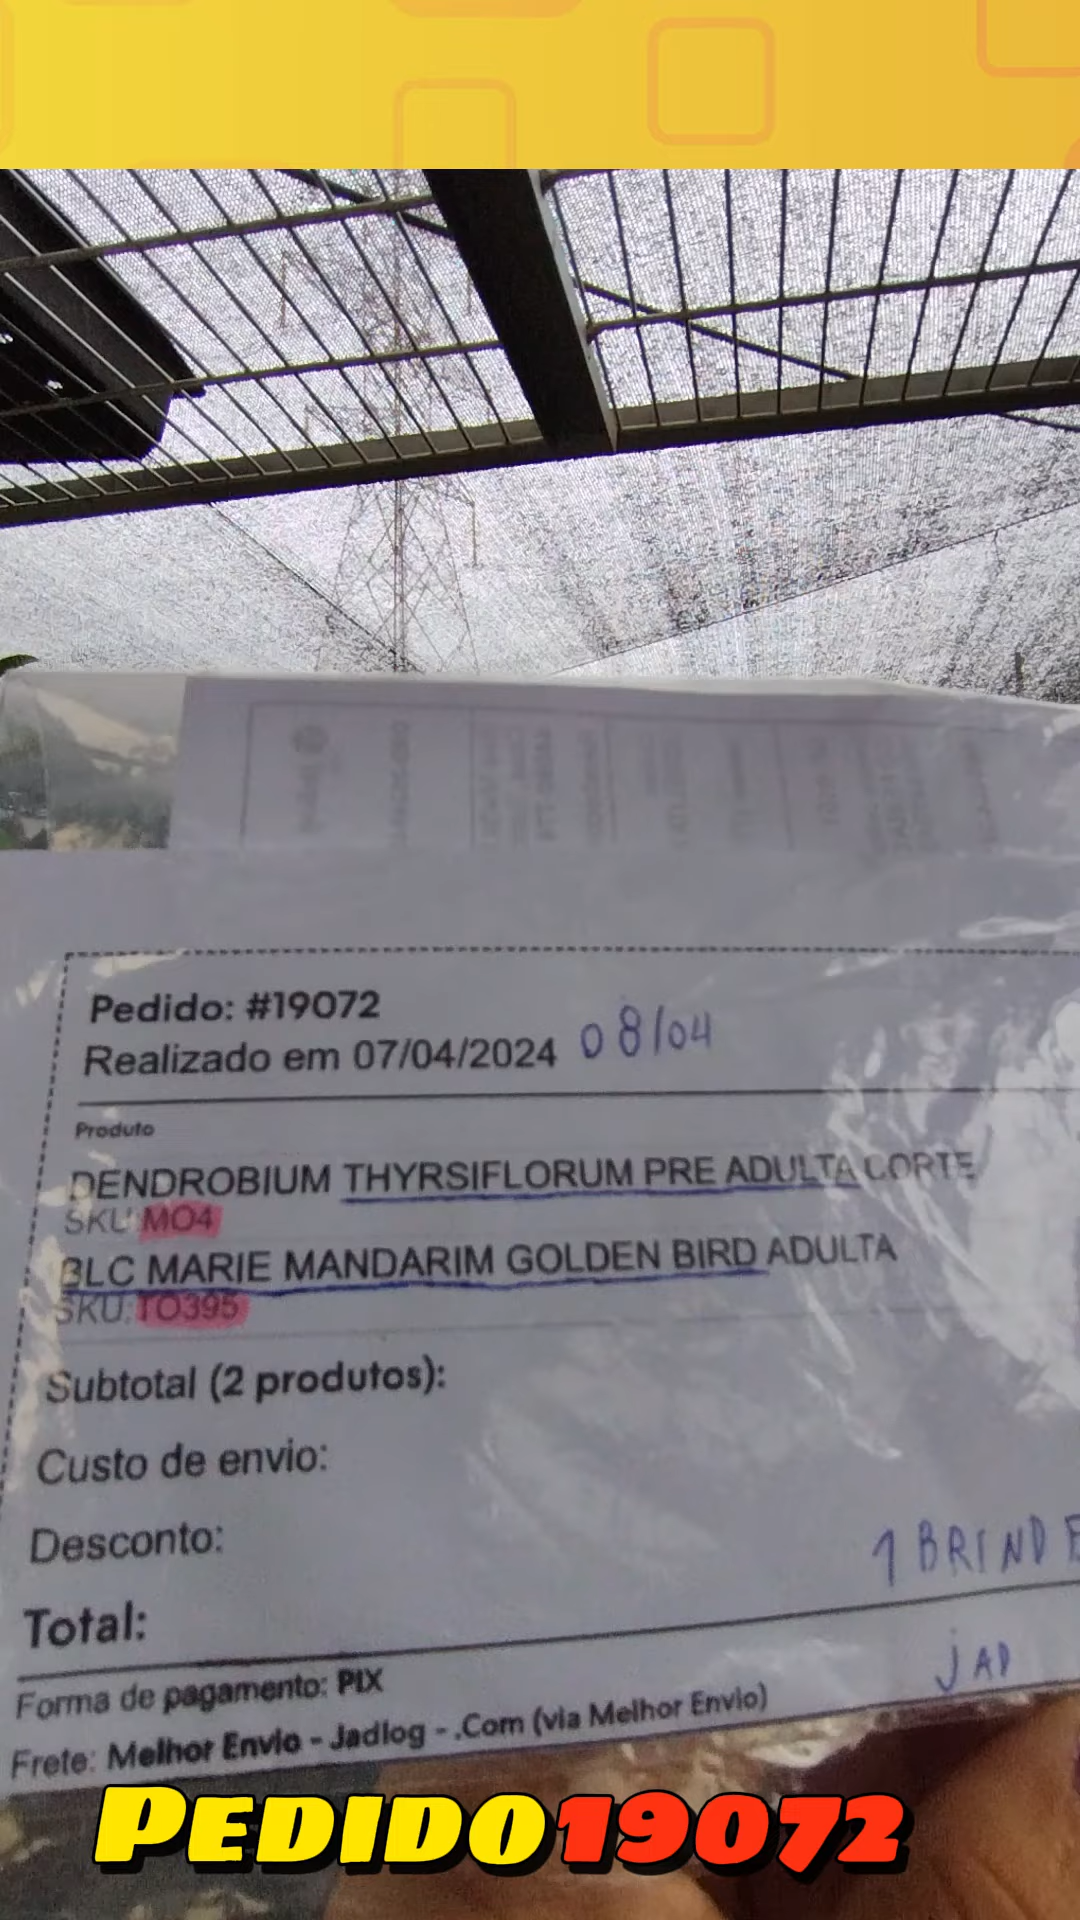 Pedido: #19072
Realizado em 07/04/2024 08/04
Produto
DENDROBIUM THYRSIFLORUM PRE ADULTA CORTE
SKU: MO4
BLC MARIE MANDARIM GOLDEN BIRD ADULTA
SKU: TO395
Subtotal (2 produtos):
Custo de envio:
Desconto:
1 BRINDE
Total:
JAD
Forma de pagamento: PIX
Frete: Melhor Envio - Jadlog - .Com (via Melhor Envio)
PEDIDO19072